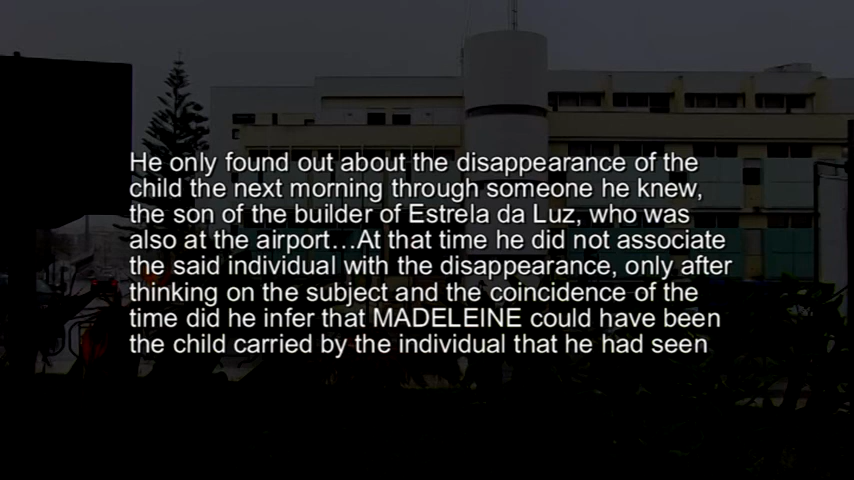 He only found out about the disappearance of the
child the next morning through someone he knew,
the son of the builder of Estrela da Luz, who was
also at the airport...At that time he did not associate
the said individual with the disappearance, only after
thinking on the subject and the coincidence of the
time did he infer that MADELEINE could have been
the child carried by the individual that he had seen